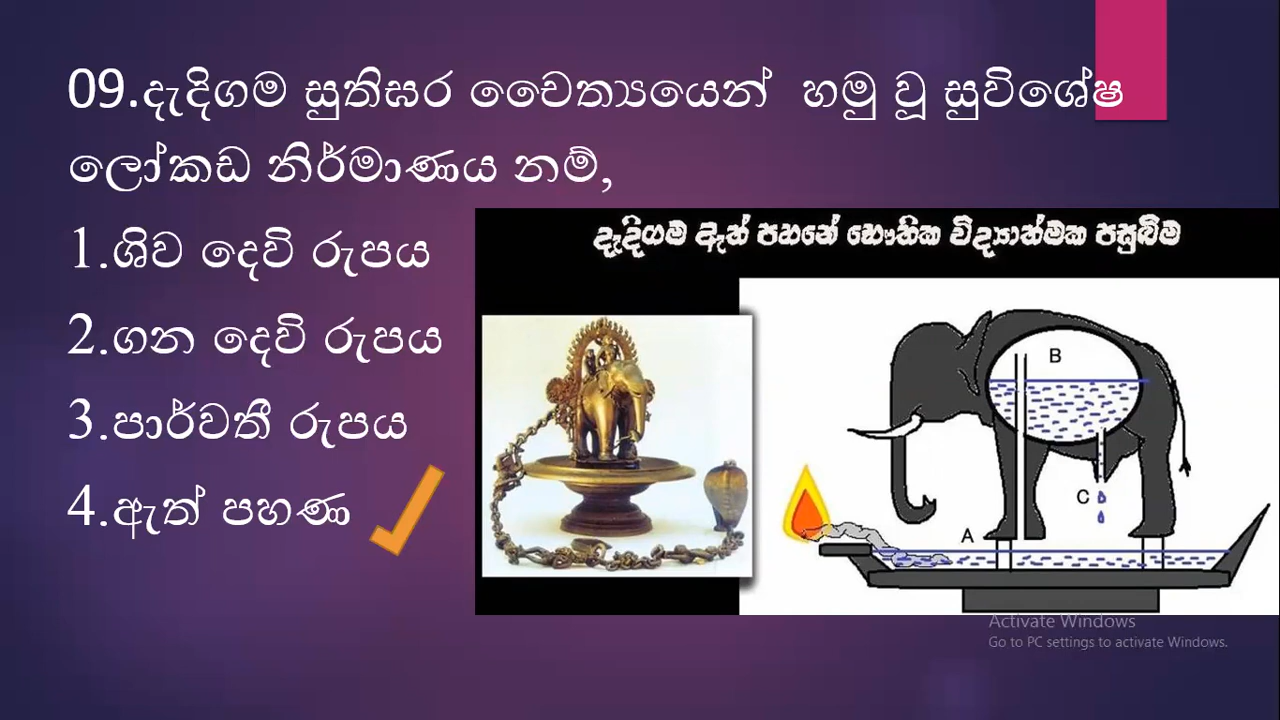 09.දැදිගම සුතිඝර චෛත්‍යයෙන් හමු වූ සුවිශේෂ
ලෝකඩ නිර්මාණය නම්,
1.ශිව දෙවි රුපය
2.ගන දෙවි රුපය
3.පාර්වතී රුපය
4.ඇත් පහණ
දැදිගම ඇත් පහනේ භෞතික විද්‍යාත්මක පසුබිම
B
C
A
Activate Windows
Go to PC settings to activate Windows.